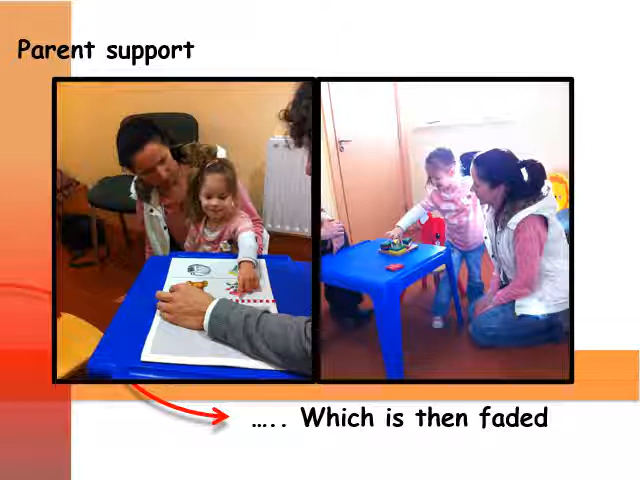 Parent support
..... Which is then faded